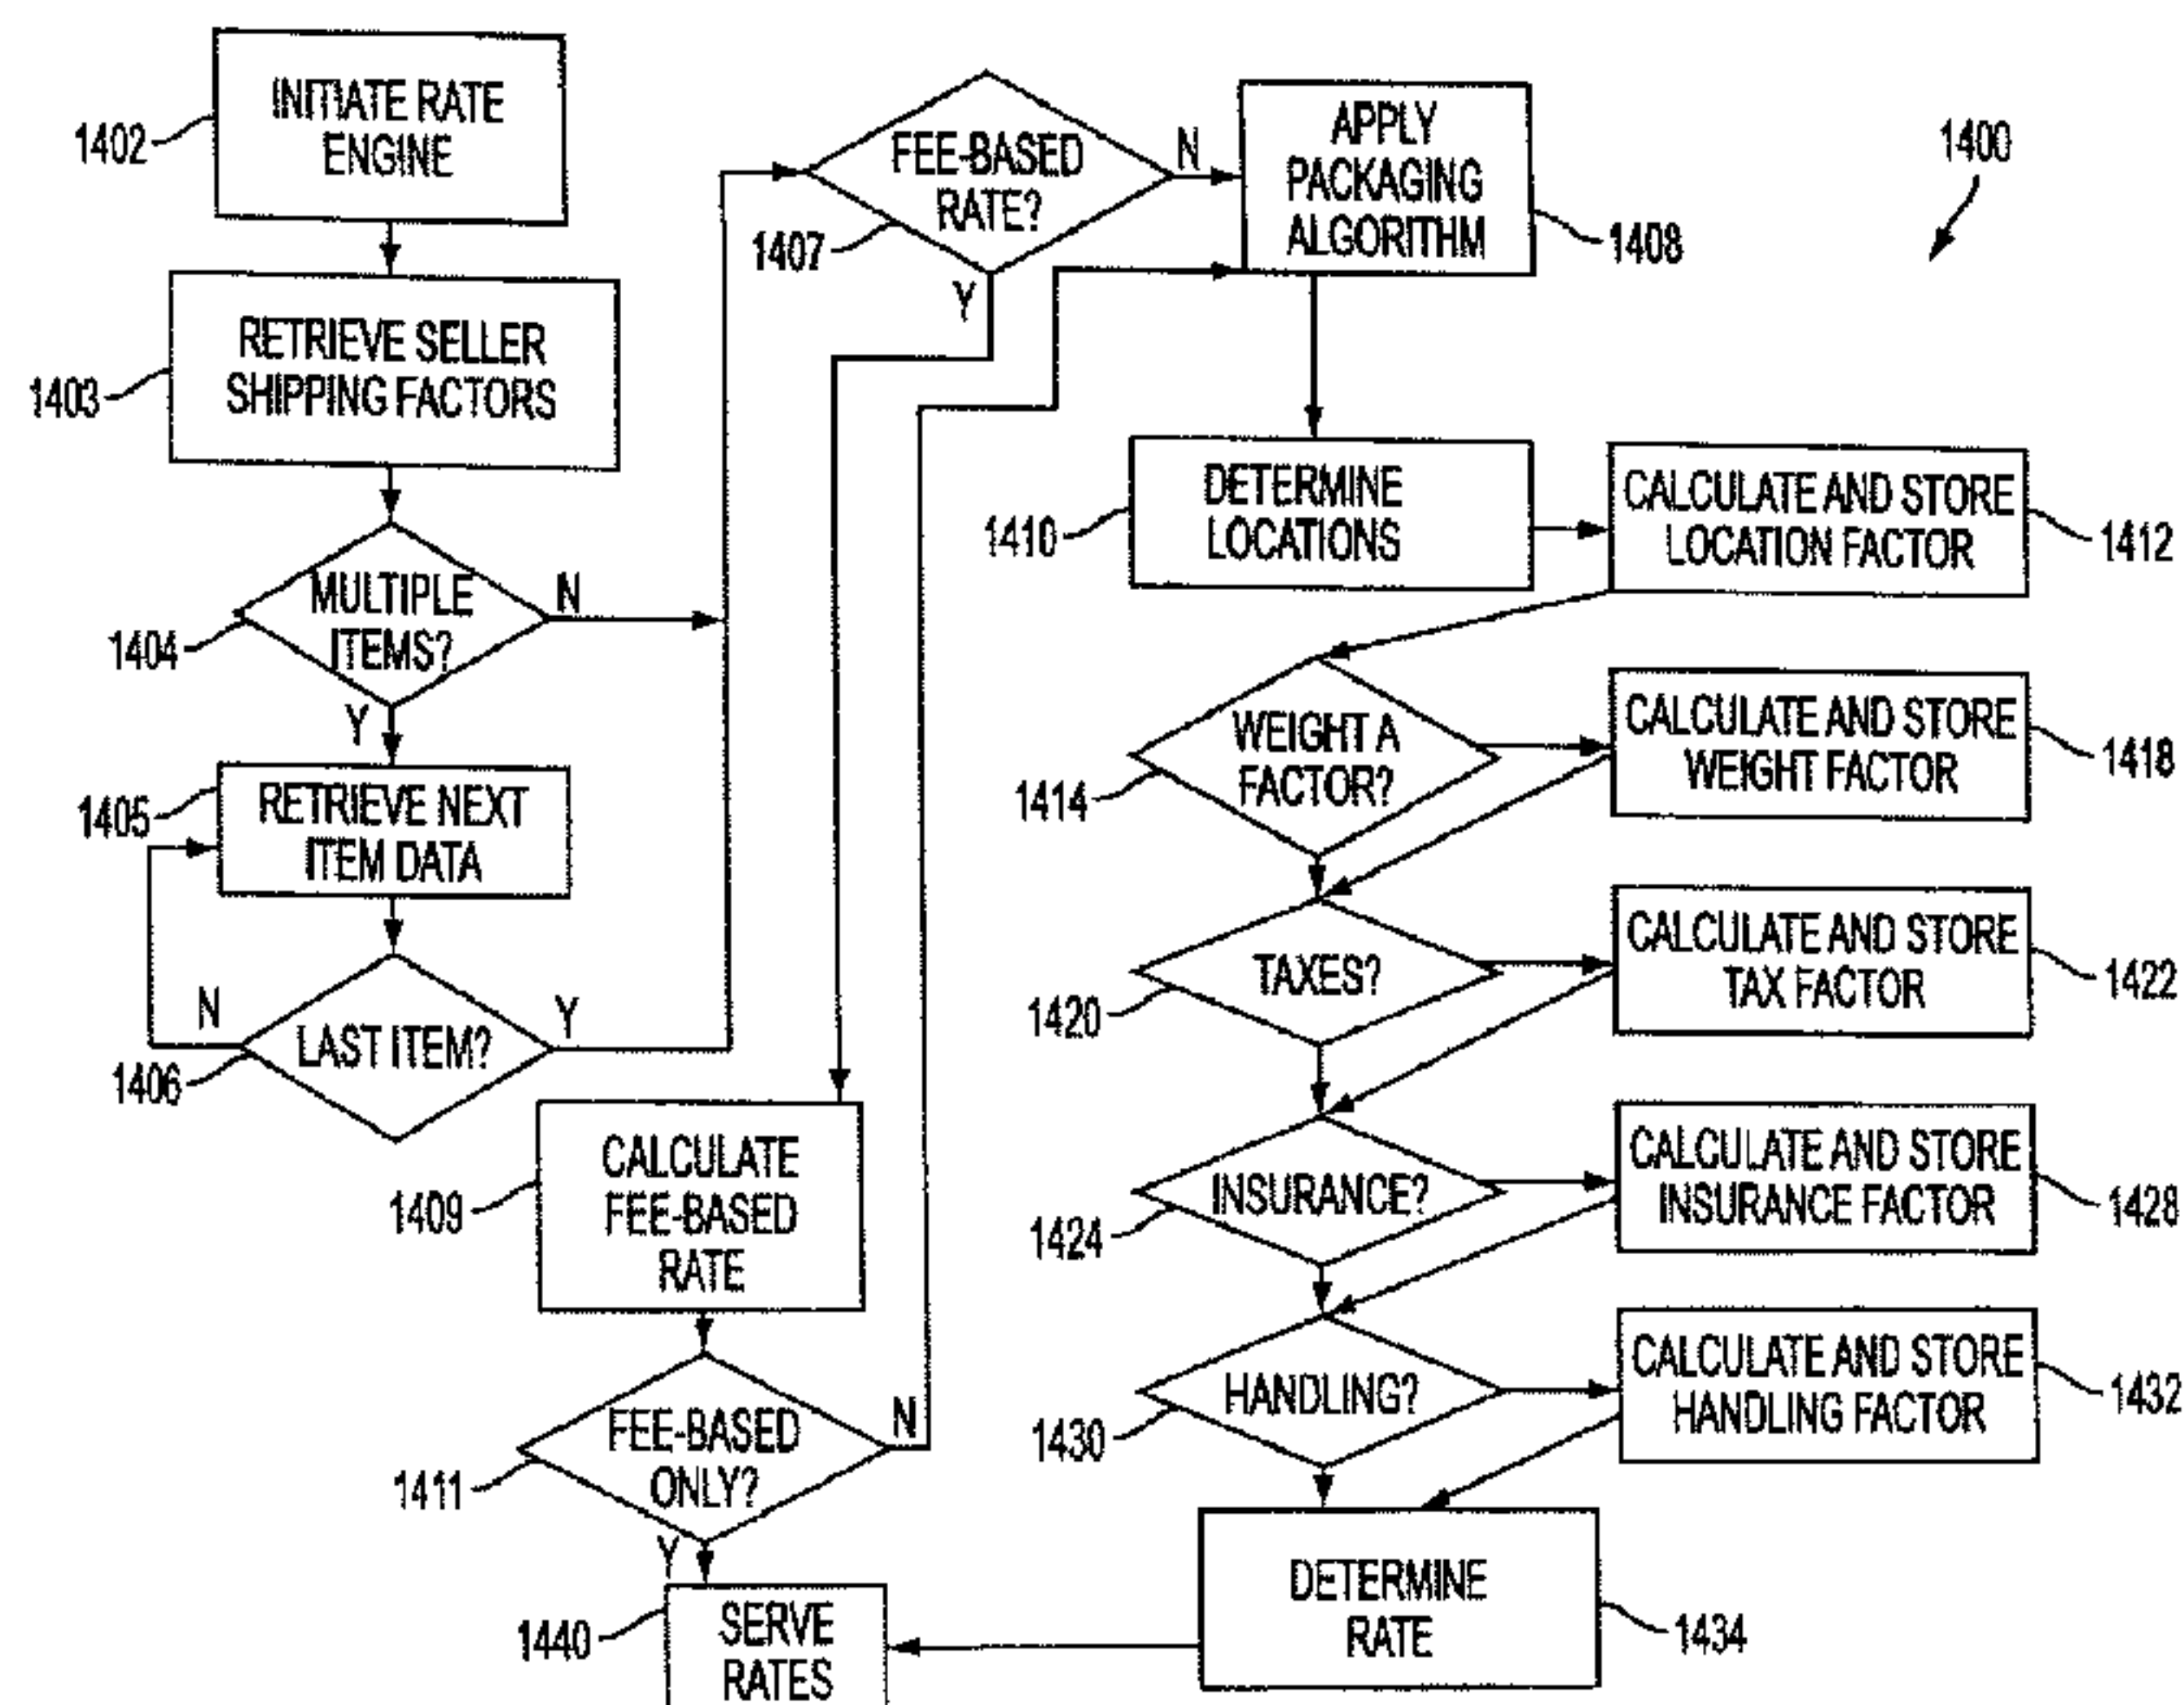 INITIATE RATE
ENGINE
1402
RETRIEVE SELLER
SHIPPING FACTORS
1403
MULTIPLE
ITEMS?
1404
N
Y
RETRIEVE NEXT
ITEM DATA
1405
LAST ITEM?
1406
N
Y
FEE-BASED
RATE?
1407
N
Y
APPLY
PACKAGING
ALGORITHM
1408
1400
CALCULATE
FEE-BASED
RATE
1409
FEE-BASED
ONLY?
1411
N
Y
SERVE
RATES
1440
DETERMINE
LOCATIONS
1410
CALCULATE AND STORE
LOCATION FACTOR
1412
WEIGHT A
FACTOR?
1414
CALCULATE AND STORE
WEIGHT FACTOR
1418
TAXES?
1420
CALCULATE AND STORE
TAX FACTOR
1422
INSURANCE?
1424
CALCULATE AND STORE
INSURANCE FACTOR
1428
HANDLING?
1430
CALCULATE AND STORE
HANDLING FACTOR
1432
DETERMINE
RATE
1434